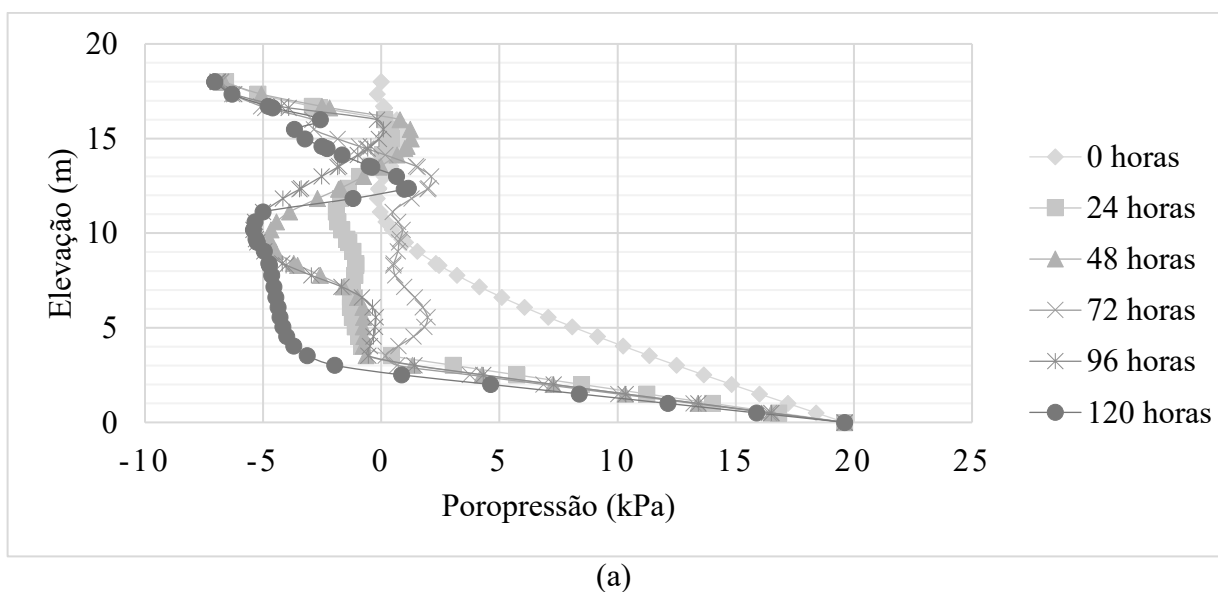 20
15
10
5
0
Elevação (m)
-10 -5 0 5 10 15 20 25
Poropressão (kPa)
0 horas
24 horas
48 horas
72 horas
96 horas
120 horas
(a)